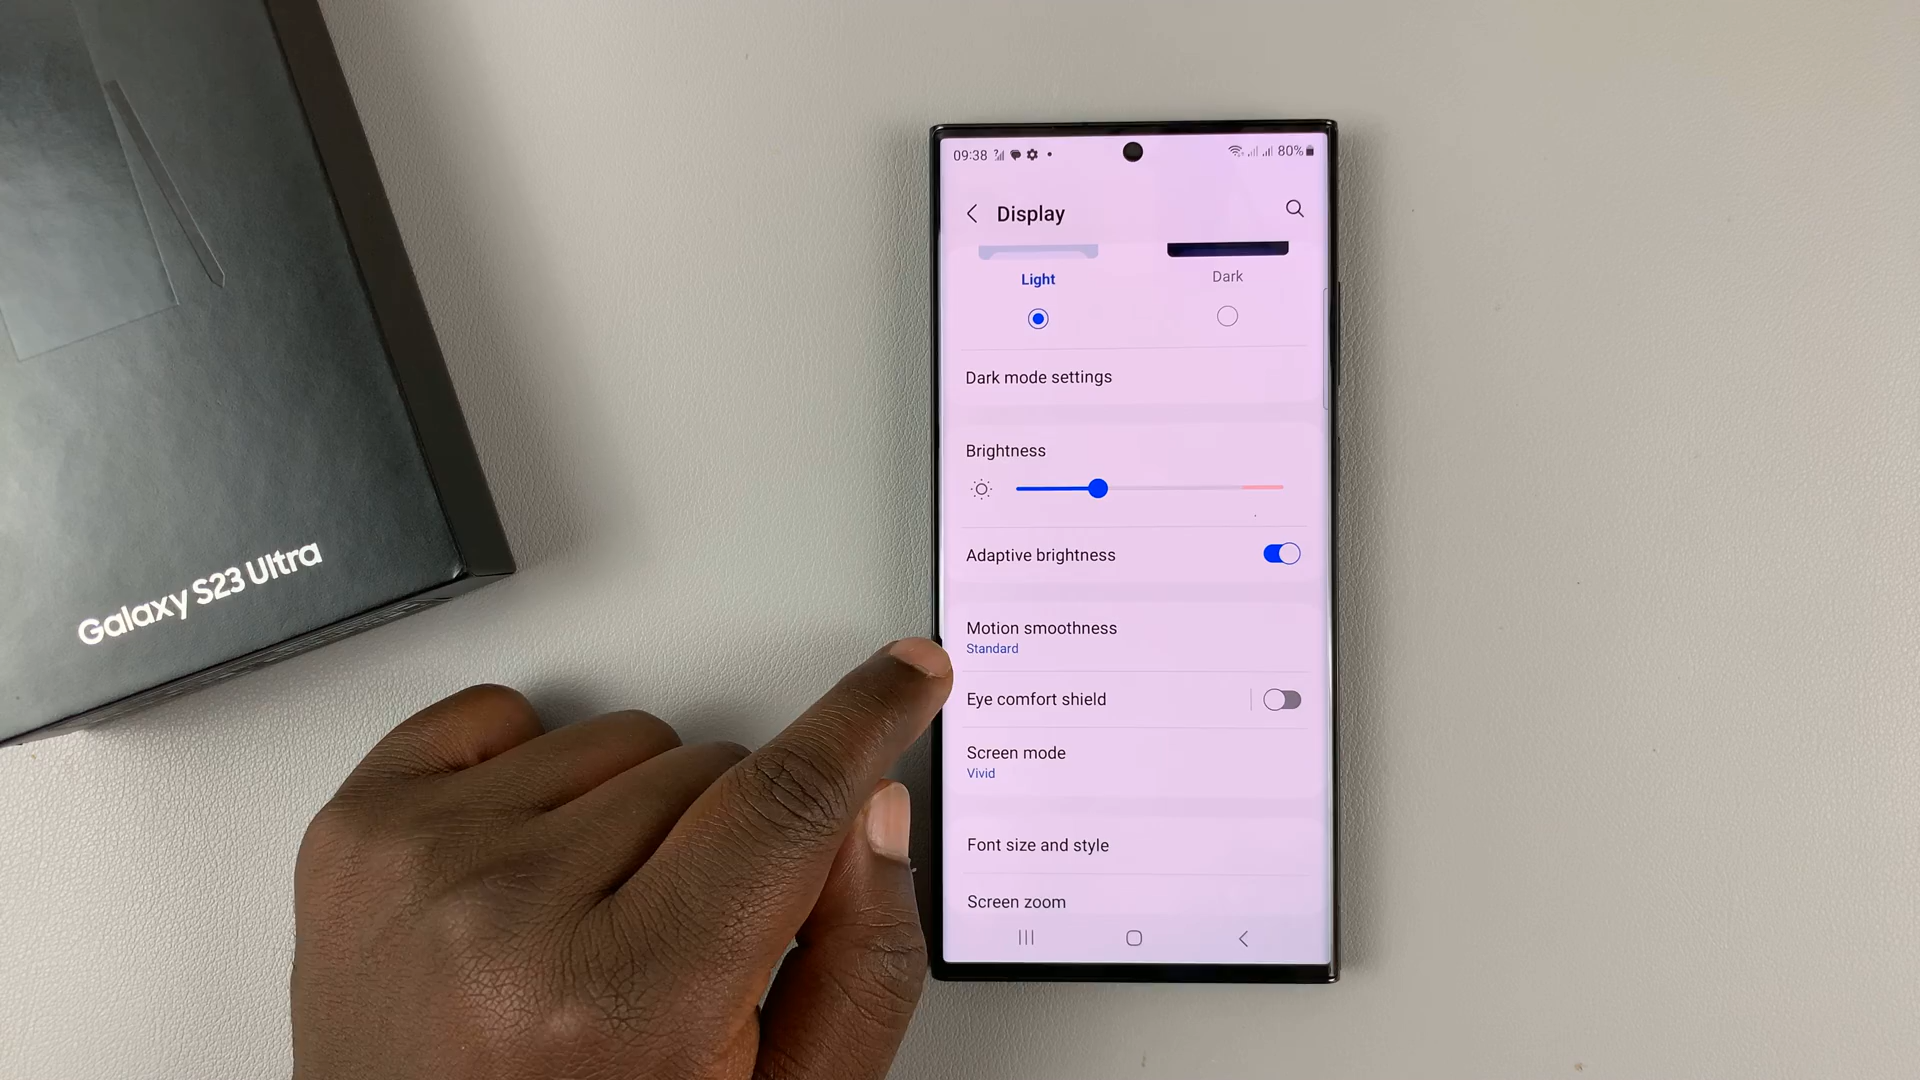 Galaxy S23 Ultra
09:38
80%
Display
Light
Dark
Dark mode settings
Brightness
Adaptive brightness
Motion smoothness
Standard
Eye comfort shield
Screen mode
Vivid
Font size and style
Screen zoom